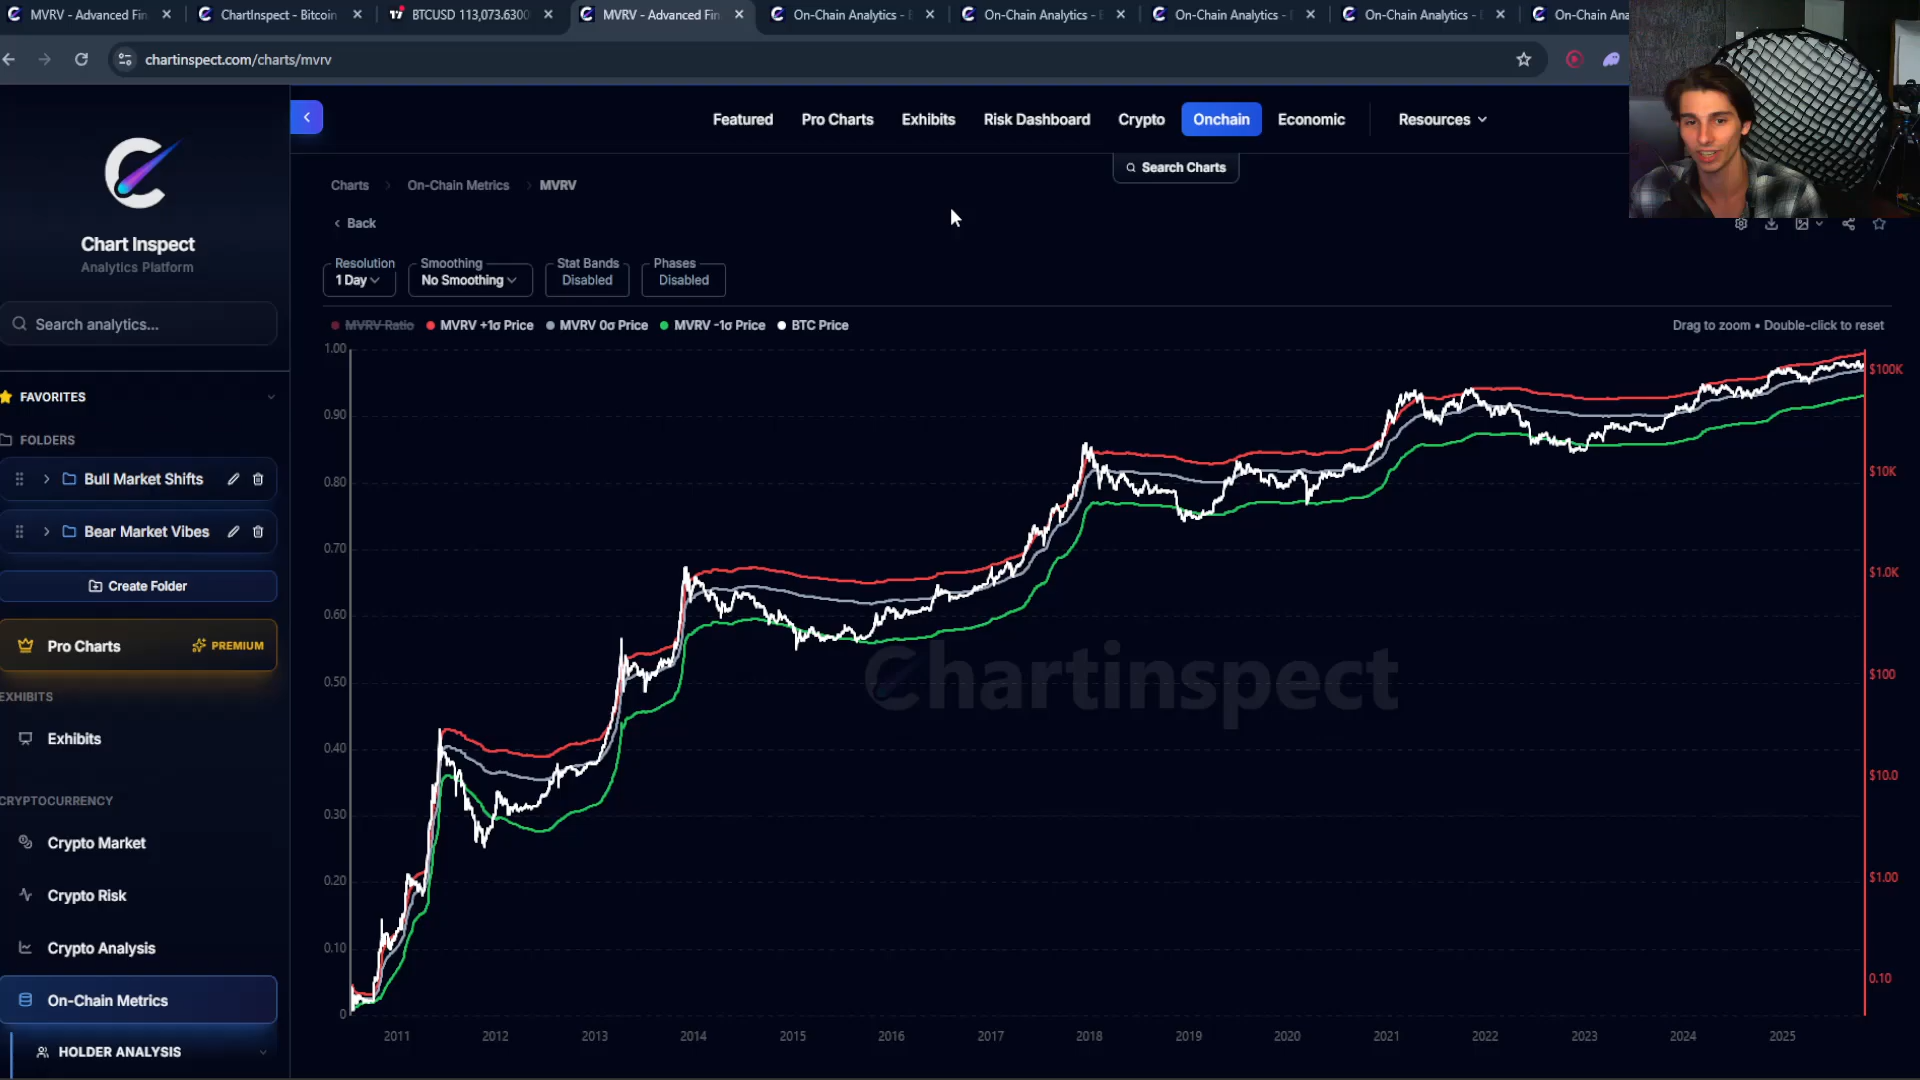 MVRV - Advanced Fin
ChartInspect - Bitcoin
BTCUSD 113,073.6300
MVRV - Advanced Fin
On-Chain Analytics -
On-Chain Analytics -
On-Chain Analytics -
On-Chain Analytics -
On-Chain Ana
chartinspect.com/charts/mvrv
Chart Inspect
Analytics Platform
Search analytics...
FAVORITES
FOLDERS
Bull Market Shifts
Bear Market Vibes
Create Folder
Pro Charts
PREMIUM
EXHIBITS
Exhibits
CRYPTOCURRENCY
Crypto Market
Crypto Risk
Crypto Analysis
On-Chain Metrics
HOLDER ANALYSIS
Featured
Pro Charts
Exhibits
Risk Dashboard
Crypto
Onchain
Economic
Resources
Search Charts
Charts
On-Chain Metrics
MVRV
Back
Resolution
1 Day
Smoothing
No Smoothing
Stat Bands
Disabled
Phases
Disabled
MVRV Ratio
MVRV +1σ Price
MVRV 0σ Price
MVRV -1σ Price
BTC Price
Drag to zoom • Double-click to reset
1.00
0.90
0.80
0.70
0.60
0.50
0.40
0.30
0.20
0.10
0
$100K
$10K
$1.0K
$100
$10.0
$1.00
0.10
Chartinspect
2011
2012
2013
2014
2015
2016
2017
2018
2019
2020
2021
2022
2023
2024
2025